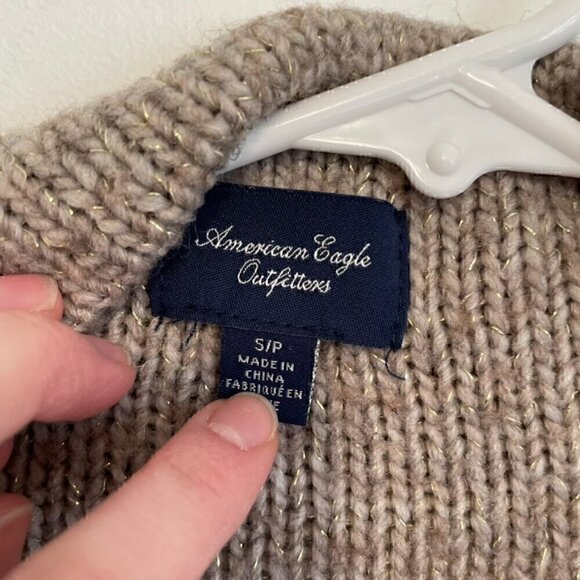 American Eagle
Outfitters
S/P
MADE IN
CHINA
FABRIQUÉ EN